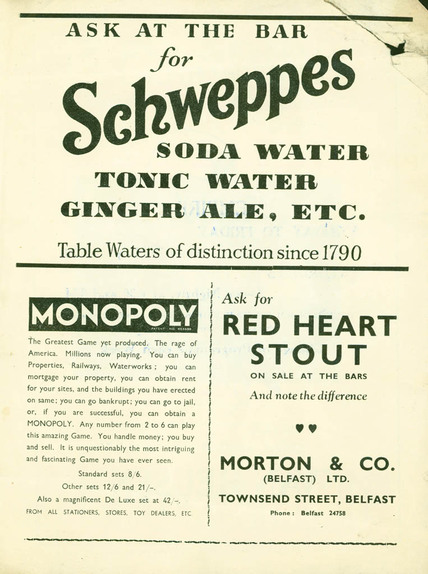 ASK AT THE BAR
for
Schweppes
SODA WATER
TONIC WATER
GINGER ALE, ETC.
Table Waters of distinction since 1790
MONOPOLY
The Greatest Game yet produced. The rage of
America. Millions now playing. You can buy
Properties, Railways, Waterworks; you can
mortgage your property, you can obtain rent
for your sites, and the buildings you have erected
on same; you can go bankrupt; you can go to jail,
or, if you are successful, you can obtain a
MONOPOLY. Any number from 2 to 6 can play
this amazing Game. You handle money; you buy
and sell. It is unquestionably the most intriguing
and fascinating Game you have ever seen.
Standard sets 8/6.
Other sets 12/6 and 21/-.
Also a magnificent De Luxe set at 42/-.
FROM ALL STATIONERS, STORES, TOY DEALERS, ETC
Ask for
RED HEART
STOUT
ON SALE AT THE BARS
And note the difference
MORTON & CO.
(BELFAST) LTD.
TOWNSEND STREET, BELFAST
Phone: Belfast 24758